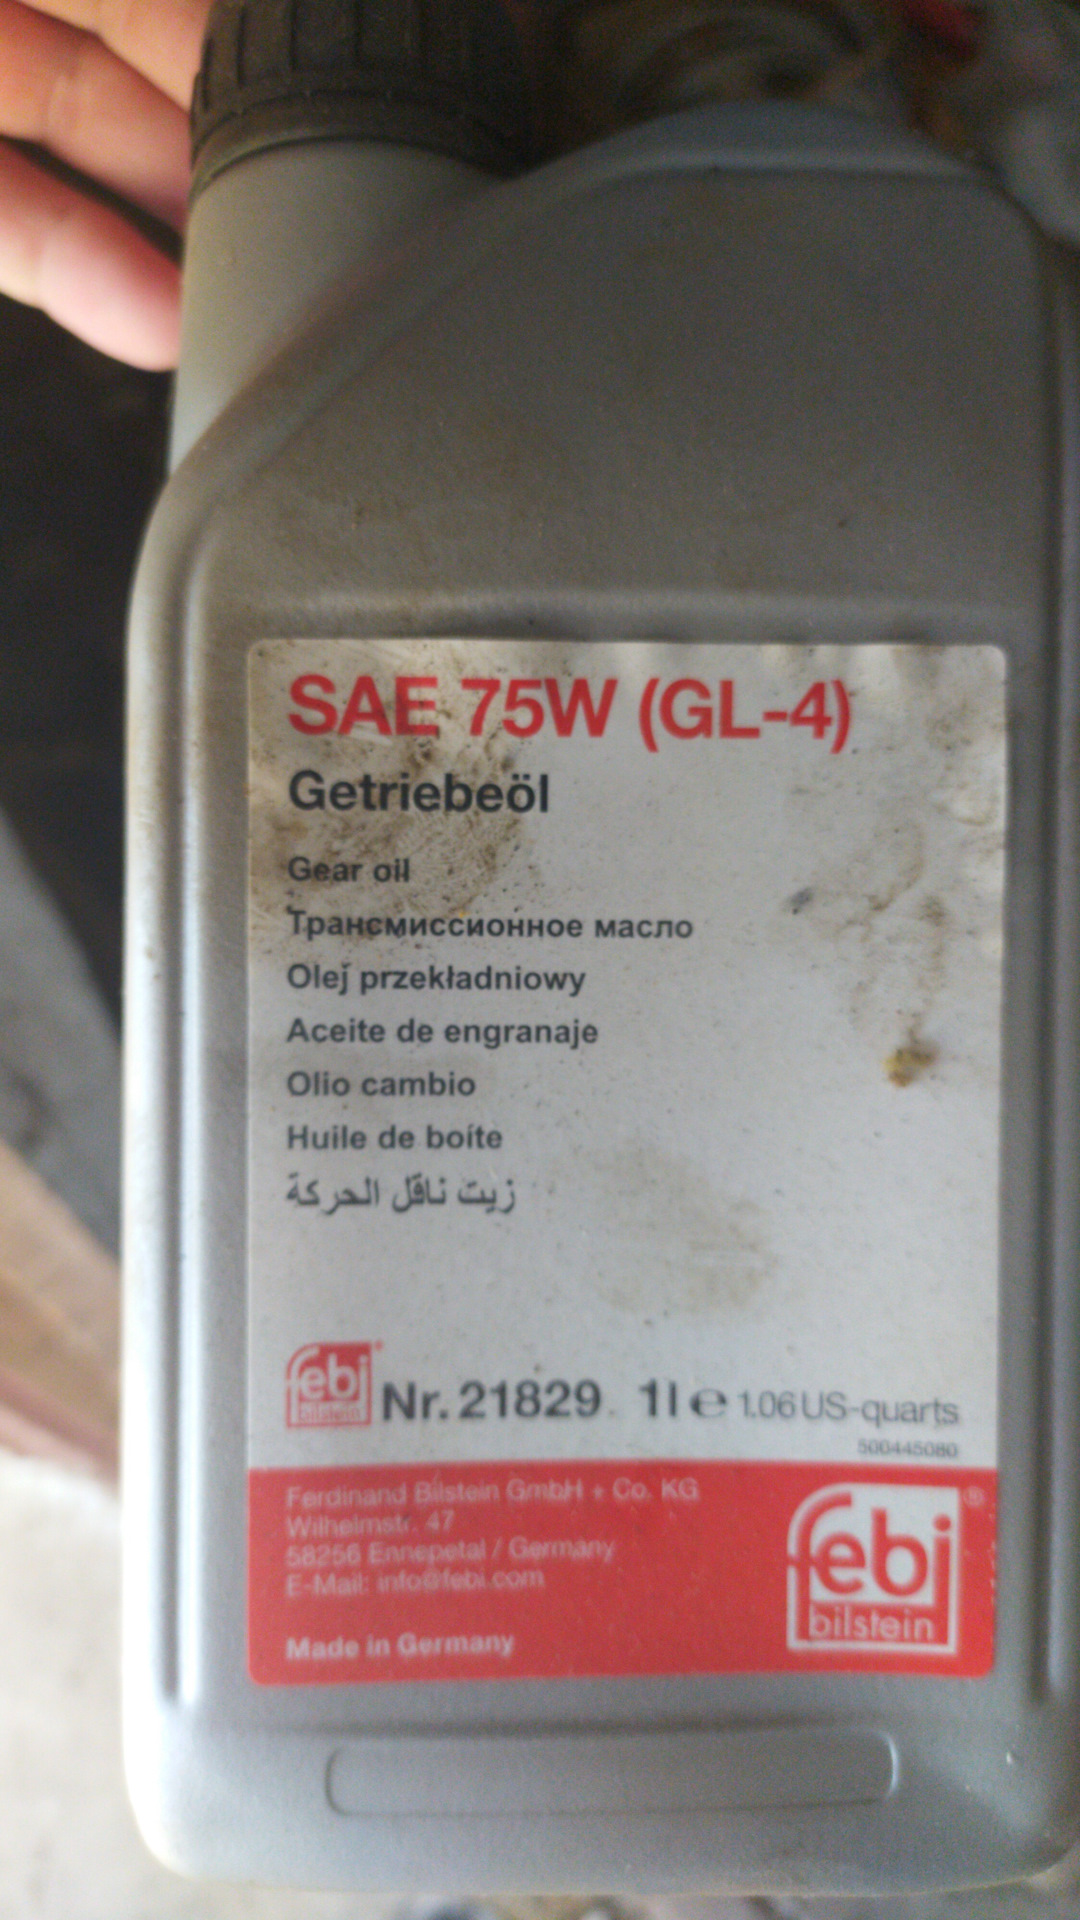 SAE 75W (GL-4)
Getriebeöl
Gear oil
Трансмиссионное масло
Olej przekładniowy
Aceite de engranaje
Olio cambio
Huile de boîte
زيت ناقل الحركة
febi bilstein Nr. 21829 1l e 1.06 US-quarts
500445080
Ferdinand Bilstein GmbH + Co. KG
Wilhelmstr. 47
58256 Ennepetal / Germany
E-Mail: info@febi.com
Made in Germany
febi®
bilstein